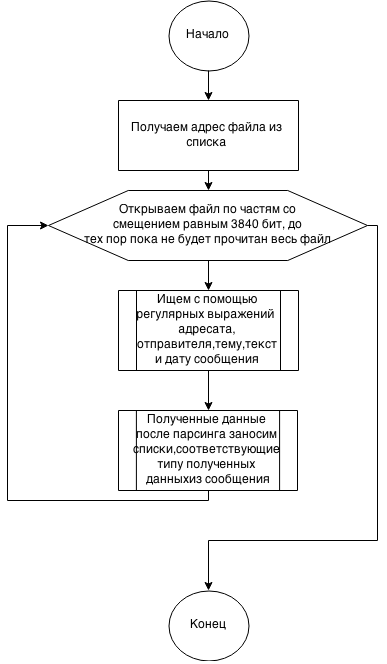 Начало
Получаем адрес файла из
списка
Открываем файл по частям со
смещением равным 3840 бит, до
тех пор пока не будет прочитан весь файл
Ищем с помощью
регулярных выражений
адресата,
отправителя,тему,текст
и дату сообщения
Полученные данные
после парсинга заносим
списки,соответствующие
типу полученных
данныхиз сообщения
Конец